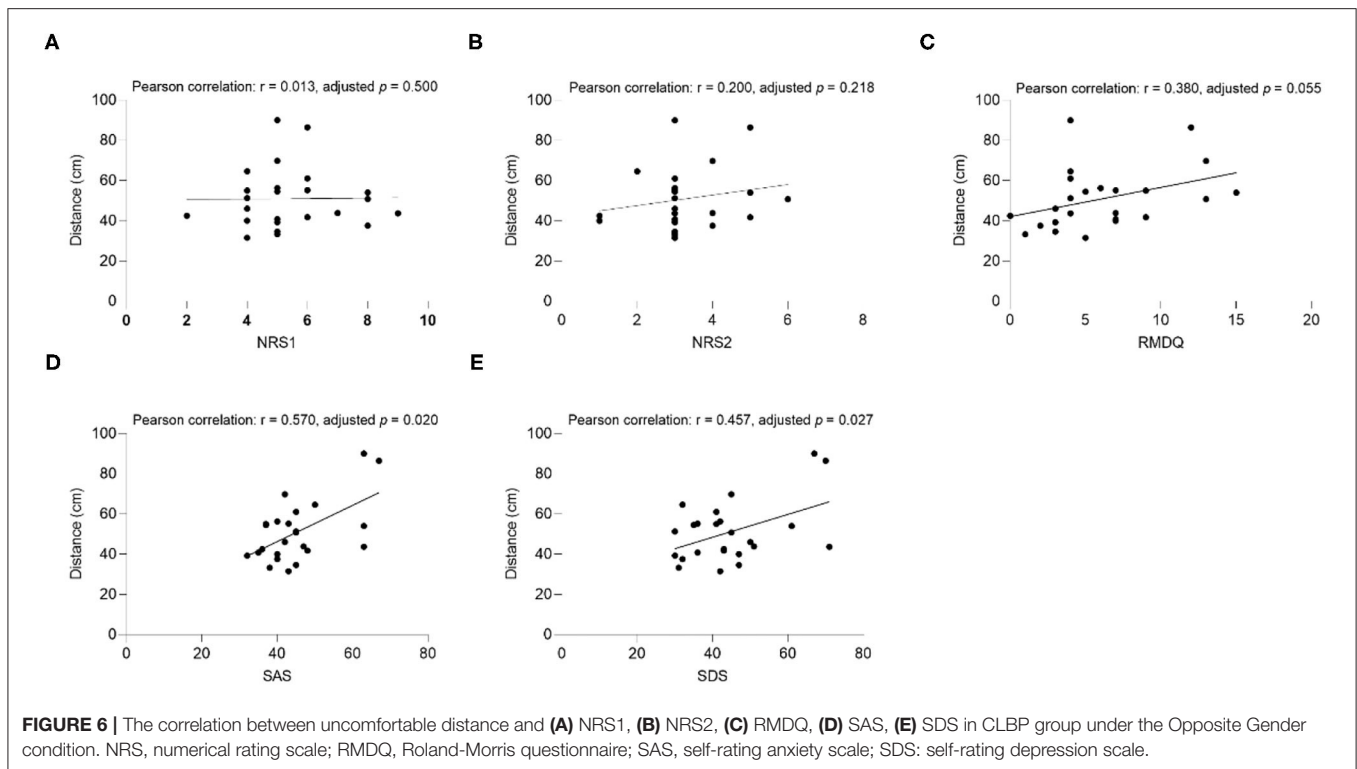 A
Pearson correlation: r = 0.013, adjusted p = 0.500
100
80
60
40
20
0
Distance (cm)
0 2 4 6 8 10
NRS1
B
Pearson correlation: r = 0.200, adjusted p = 0.218
100
80
60
40
20
0
Distance (cm)
0 2 4 6 8
NRS2
C
Pearson correlation: r = 0.380, adjusted p = 0.055
100
80
60
40
20
0
Distance (cm)
0 5 10 15 20
RMDQ
D
Pearson correlation: r = 0.570, adjusted p = 0.020
100
80
60
40
20
0
Distance (cm)
0 20 40 60 80
SAS
E
Pearson correlation: r = 0.457, adjusted p = 0.027
100
80
60
40
20
0
Distance (cm)
0 20 40 60 80
SDS
FIGURE 6 | The correlation between uncomfortable distance and (A) NRS1, (B) NRS2, (C) RMDQ, (D) SAS, (E) SDS in CLBP group under the Opposite Gender
condition. NRS, numerical rating scale; RMDQ, Roland-Morris questionnaire; SAS, self-rating anxiety scale; SDS: self-rating depression scale.